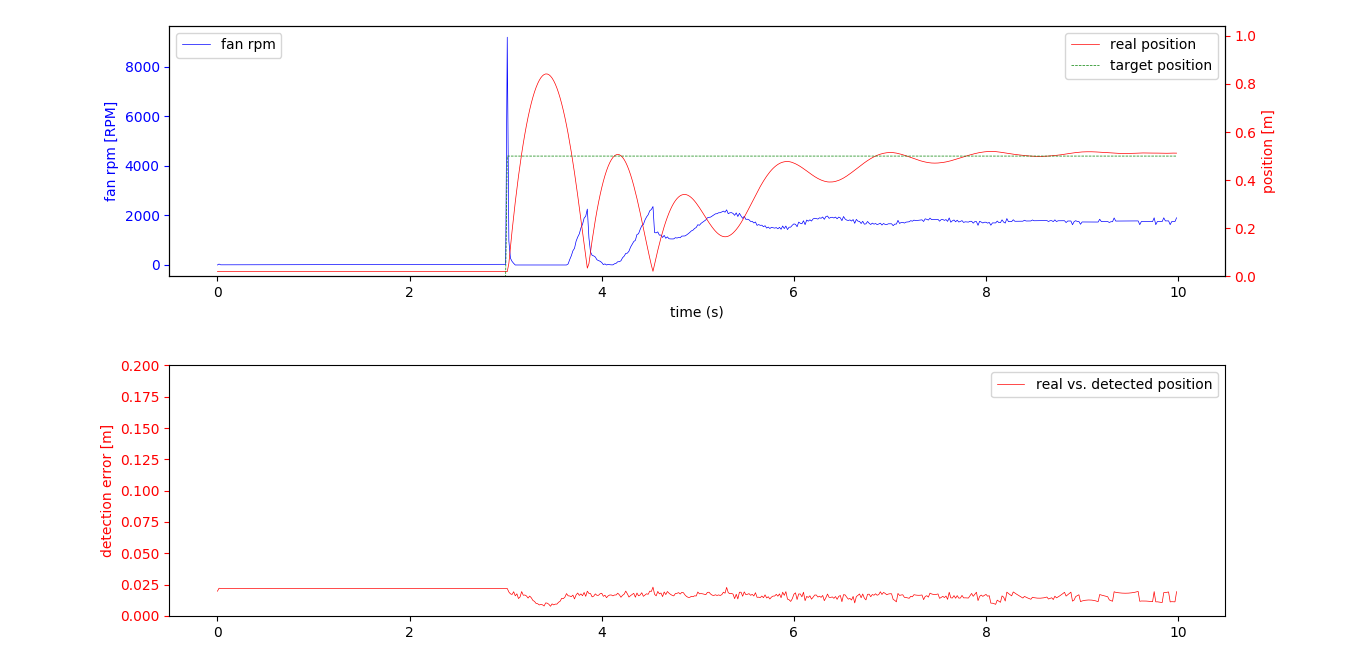 fan rpm
real position
target position
fan rpm [RPM]
8000
6000
4000
2000
0
1.0
0.8
0.6
0.4
0.2
0.0
position [m]
0 2 4 6 8 10
time (s)
real vs. detected position
detection error [m]
0.200
0.175
0.150
0.125
0.100
0.075
0.050
0.025
0.000
0 2 4 6 8 10